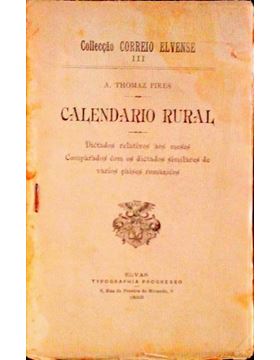 Collecção CORREIO ELVENSE
III
A. THOMAZ PIRES
CALENDARIO RURAL
Dictados relativos aos mezes
Comparados com os dictados similares de
varios paizes romanicos
ELVAS
TYPOGRAPHIA PROGRESSO